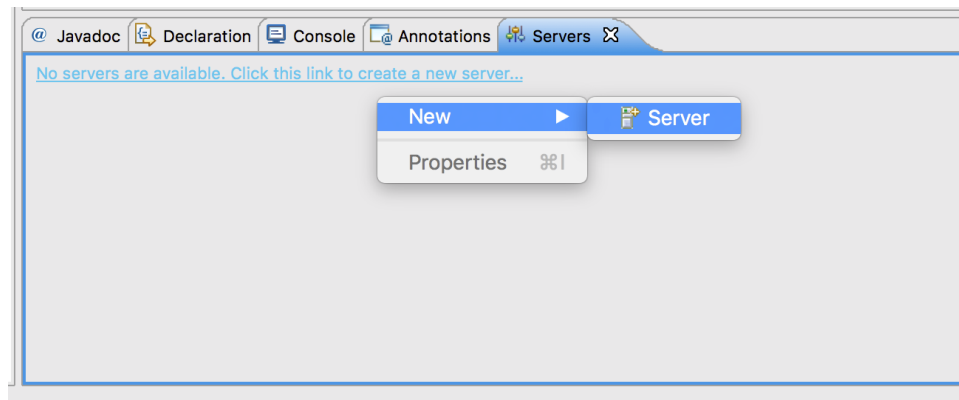 @ Javadoc Declaration Console Annotations Servers
No servers are available. Click this link to create a new server...
New Server
Properties ⌘I